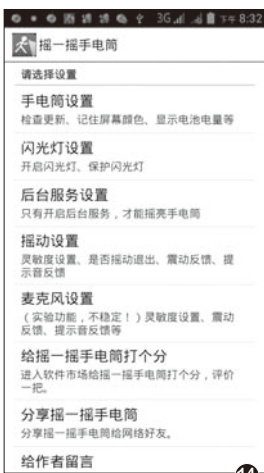 3G 下午8:32
摇一摇手电筒
请选择设置
手电筒设置
检查更新、记住屏幕颜色、显示电池电量等
闪光灯设置
开启闪光灯、保护闪光灯
后台服务设置
只有开启后台服务，才能摇亮手电筒
摇动设置
灵敏度设置、是否摇动退出、震动反馈、提
示音反馈
麦克风设置
（实验功能，不稳定！）灵敏度设置、震动
反馈、提示音反馈等
给摇一摇手电筒打个分
进入软件市场给摇一摇手电筒打个分，评价
一把。
分享摇一摇手电筒
分享摇一摇手电筒给网络好友。
给作者留言